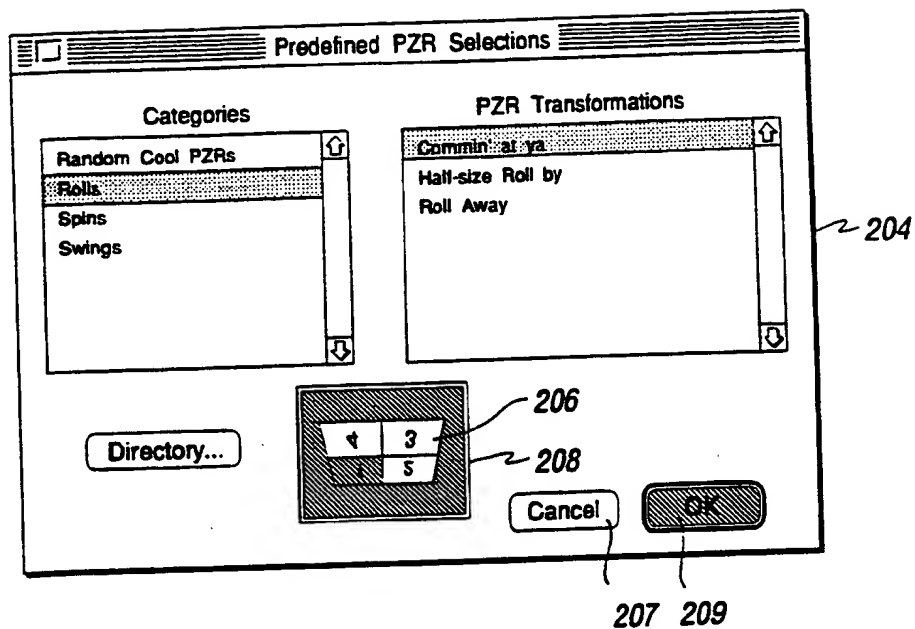 Predefined PZR Selections
Categories
PZR Transformations
Random Cool PZRs
Rolls
Spins
Swings
Commin' at ya
Half-size Roll by
Roll Away
204
4 3
1 2
206
208
Directory...
Cancel
OK
207 209